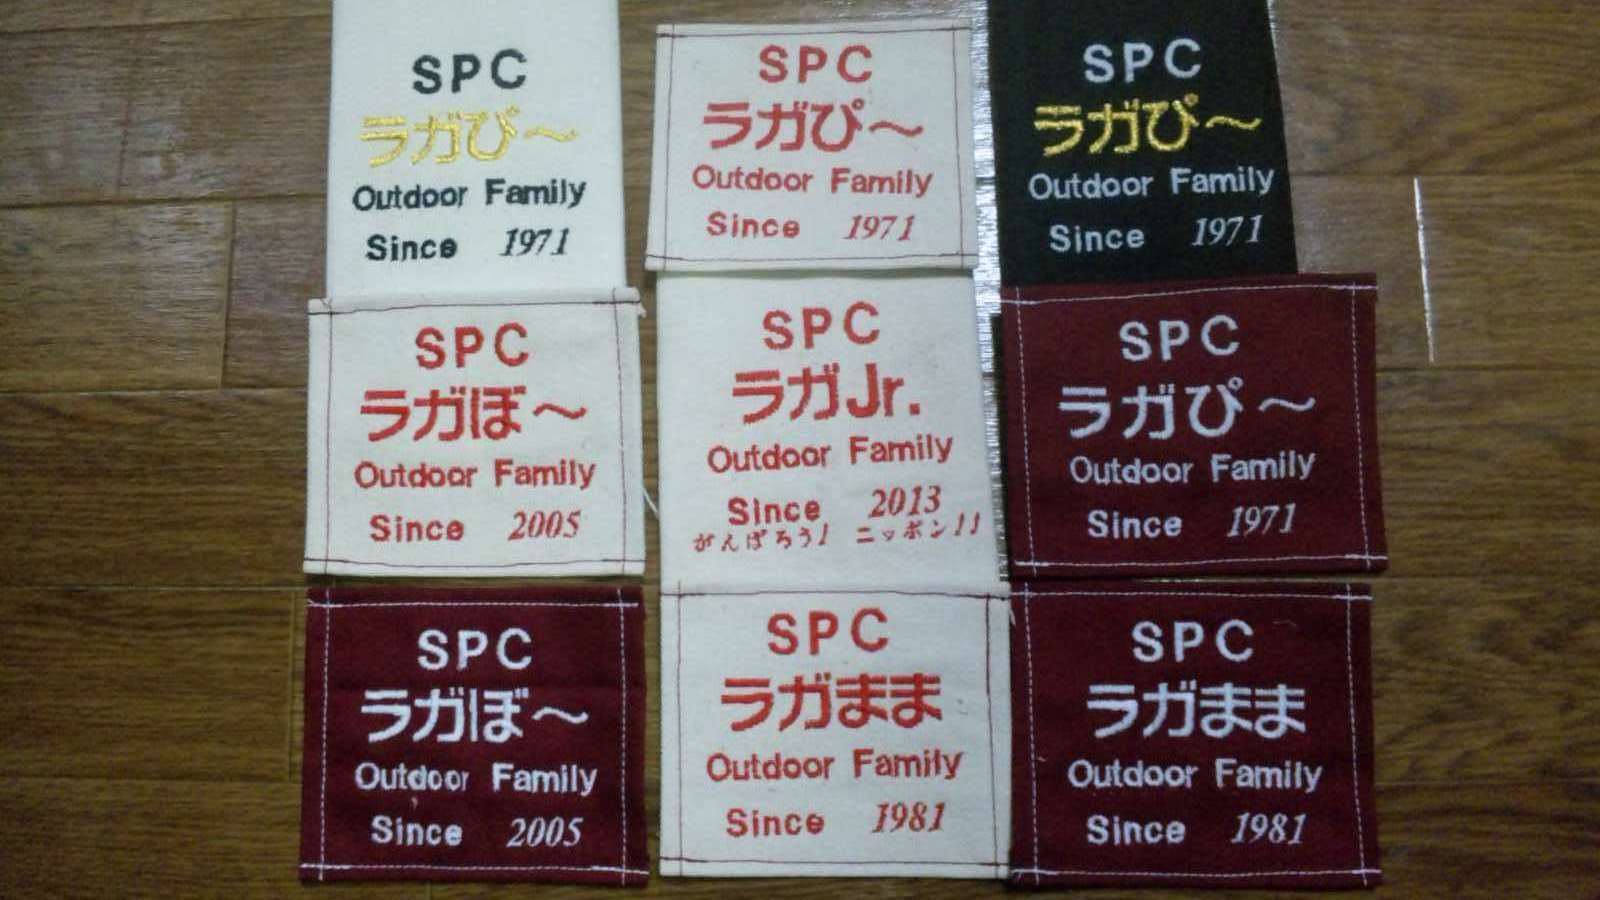 SPC
ラガぴ～
Outdoor Family
Since 1971
SPC
ラガぴ～
Outdoor Family
Since 1971
SPC
ラガぴ～
Outdoor Family
Since 1971
SPC
ラガぼ～
Outdoor Family
Since 2005
SPC
ラガJr.
Outdoor Family
Since 2013
がんばろう! ニッポン!!
SPC
ラガぴ～
Outdoor Family
Since 1971
SPC
ラガぼ～
Outdoor Family
Since 2005
SPC
ラガまま
Outdoor Family
Since 1981
SPC
ラガまま
Outdoor Family
Since 1981